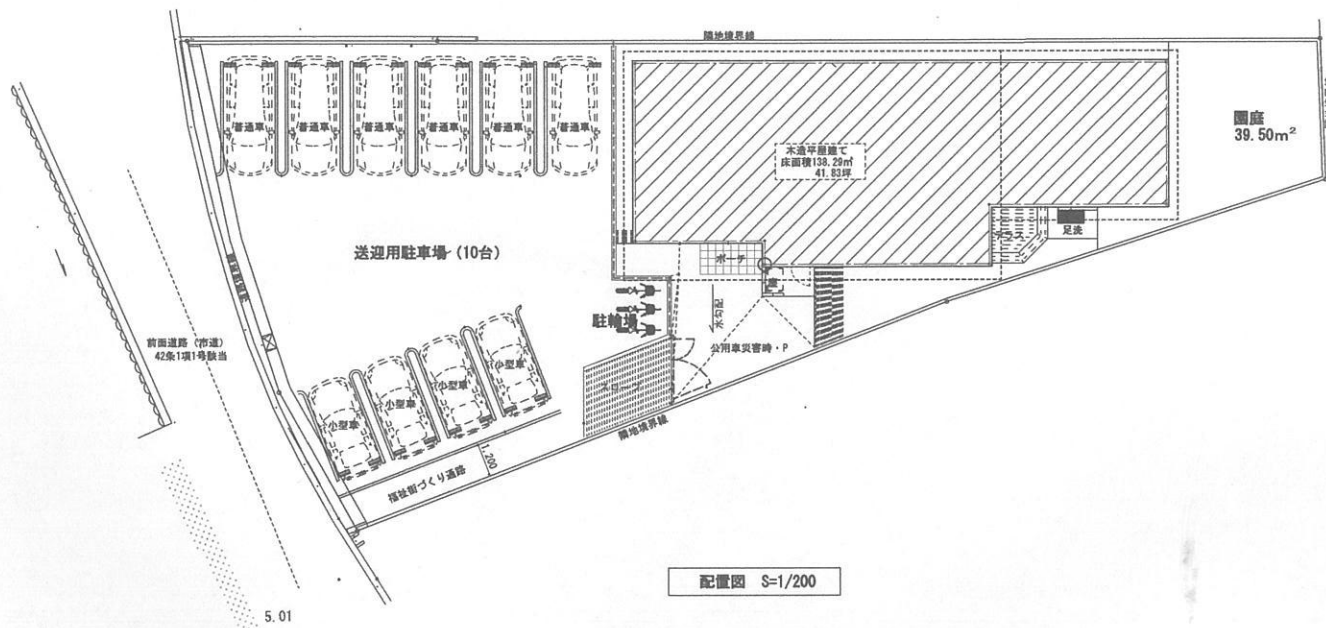 隣地境界線
普通車
普通車
普通車
普通車
普通車
普通車
園庭
39.50m²
木造平屋建て
床面積138.29㎡
41.83坪
テラス
足洗
送迎用駐車場（10台）
ポーチ
駐輪場
水勾配
前面道路（市道）
42条1項1号該当
公用車災害時・P
スロープ
小型車
小型車
小型車
小型車
隣地境界線
1,200
福祉街づくり通路
配置図 S=1/200
5.01